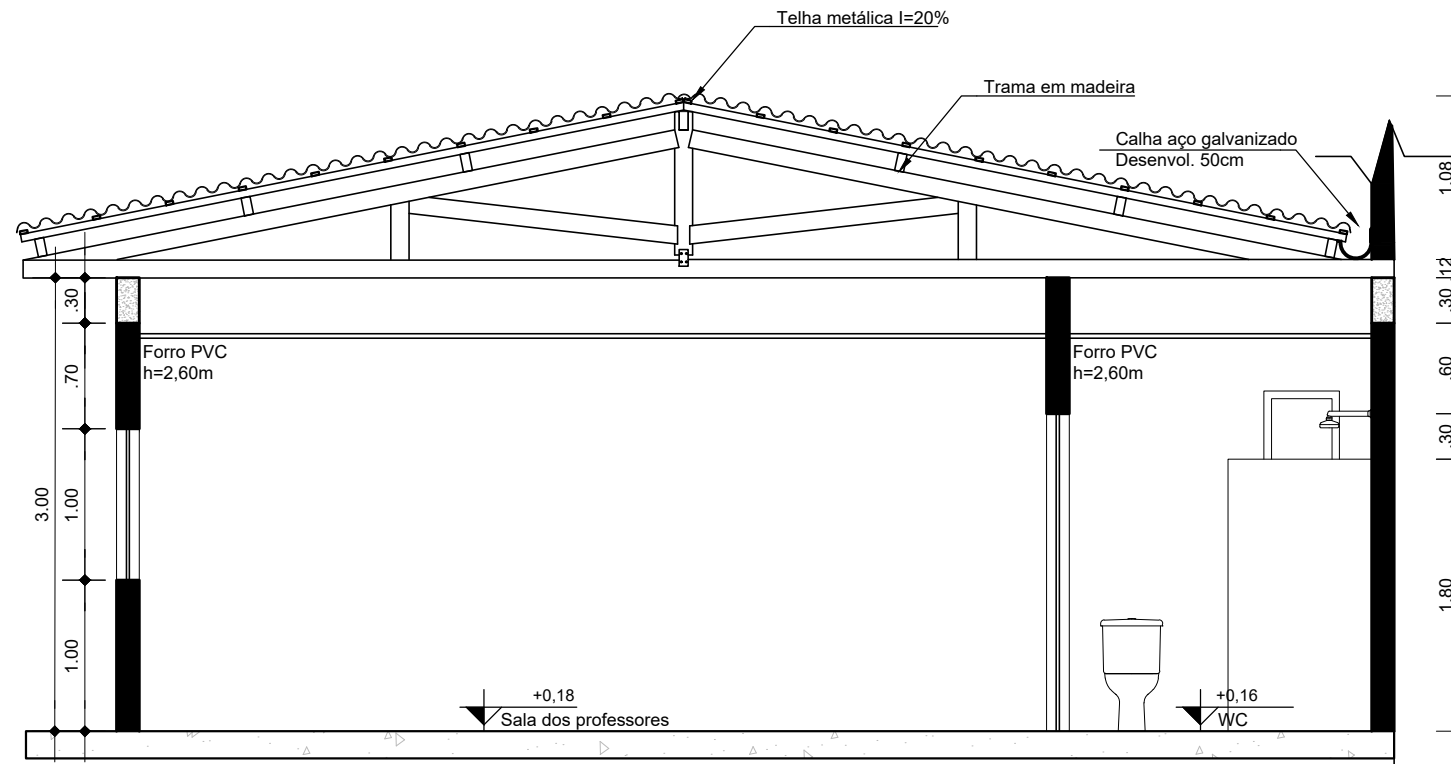 Telha metálica I=20%
Trama em madeira
Calha aço galvanizado
Desenvol. 50cm
1.08
.12
.30
.30
Forro PVC
h=2,60m
Forro PVC
h=2,60m
.70
.60
.30
3.00
1.00
1.80
1.00
+0,18
Sala dos professores
+0,16
WC